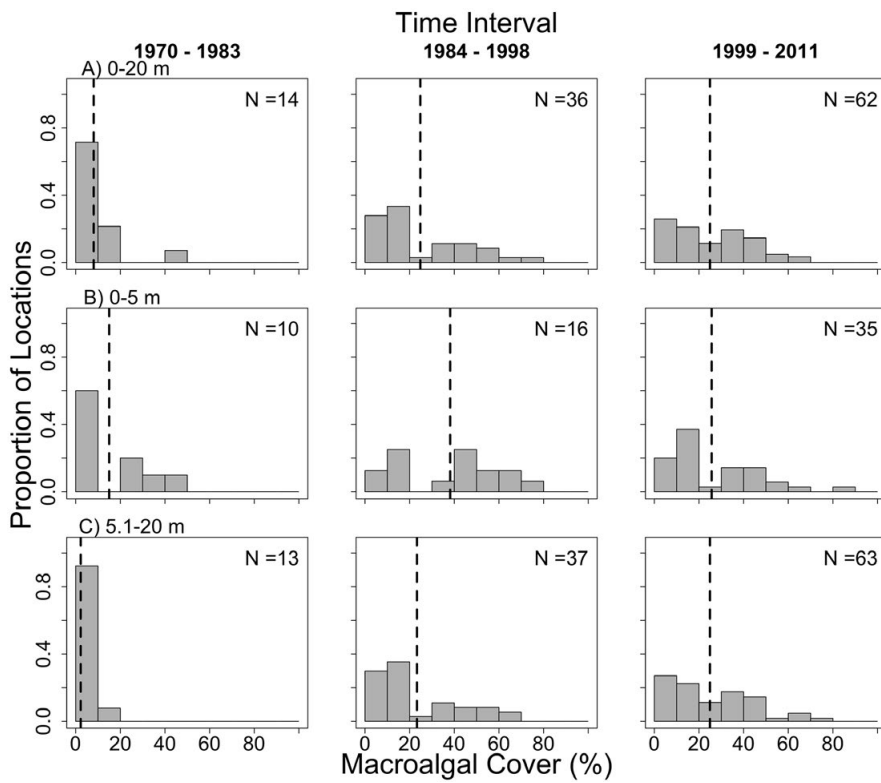 Time Interval
1970 - 1983 1984 - 1998 1999 - 2011
A) 0-20 m
N =14 N =36 N =62
0.0 0.4 0.8
B) 0-5 m
N =10 N =16 N =35
0.0 0.4 0.8
Proportion of Locations
C) 5.1-20 m
N =13 N =37 N =63
0.0 0.4 0.8
0 20 40 60 80 0 20 40 60 80 0 20 40 60 80
Macroalgal Cover (%)